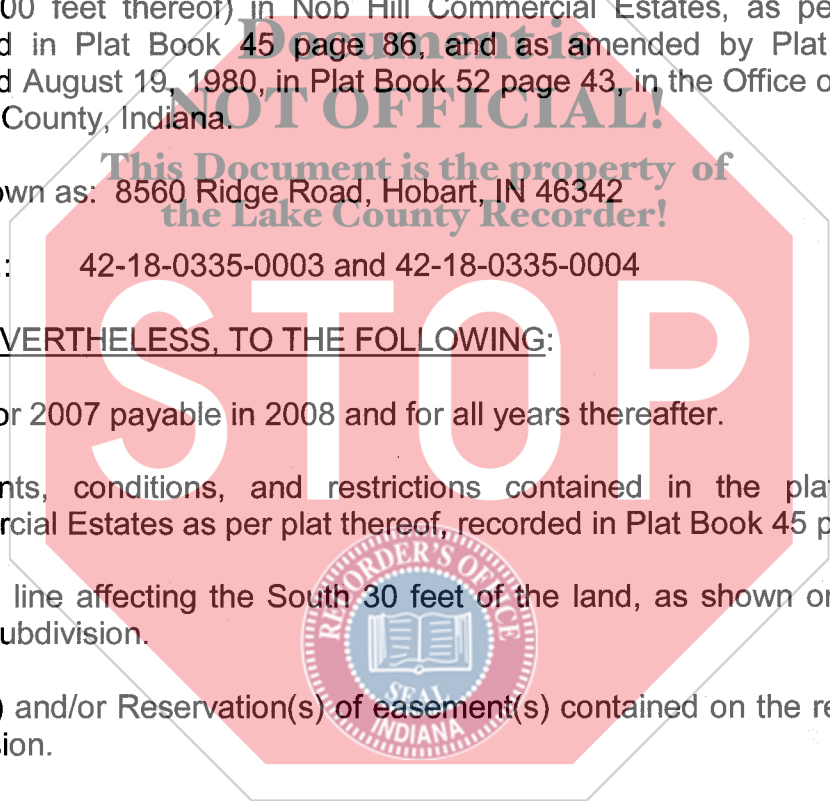 00 feet thereof) in Nob Hill Commercial Estates, as pe
d in Plat Book 45 page 86, and as amended by Plat
Document is
d August 19, 1980, in Plat Book 52 page 43, in the Office o
NOT OFFICIAL!
County, Indiana.
This Document is the property of
wn as: 8560 Ridge Road, Hobart, IN 46342
the Lake County Recorder!
.: 42-18-0335-0003 and 42-18-0335-0004
VERTHELESS, TO THE FOLLOWING:
STOP
or 2007 payable in 2008 and for all years thereafter.
nts, conditions, and restrictions contained in the pla
rcial Estates as per plat thereof, recorded in Plat Book 45 p
RECORDER'S OFFICE
line affecting the South 30 feet of the land, as shown or
ubdivision.
) and/or Reservation(s) of easement(s) contained on the re
SEAL
INDIANA
sion.